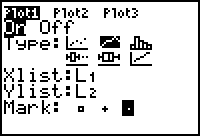 Plot1 Plot2 Plot3
On Off
Type:
Xlist:L₁
Ylist:L₂
Mark: ▫ + ▪